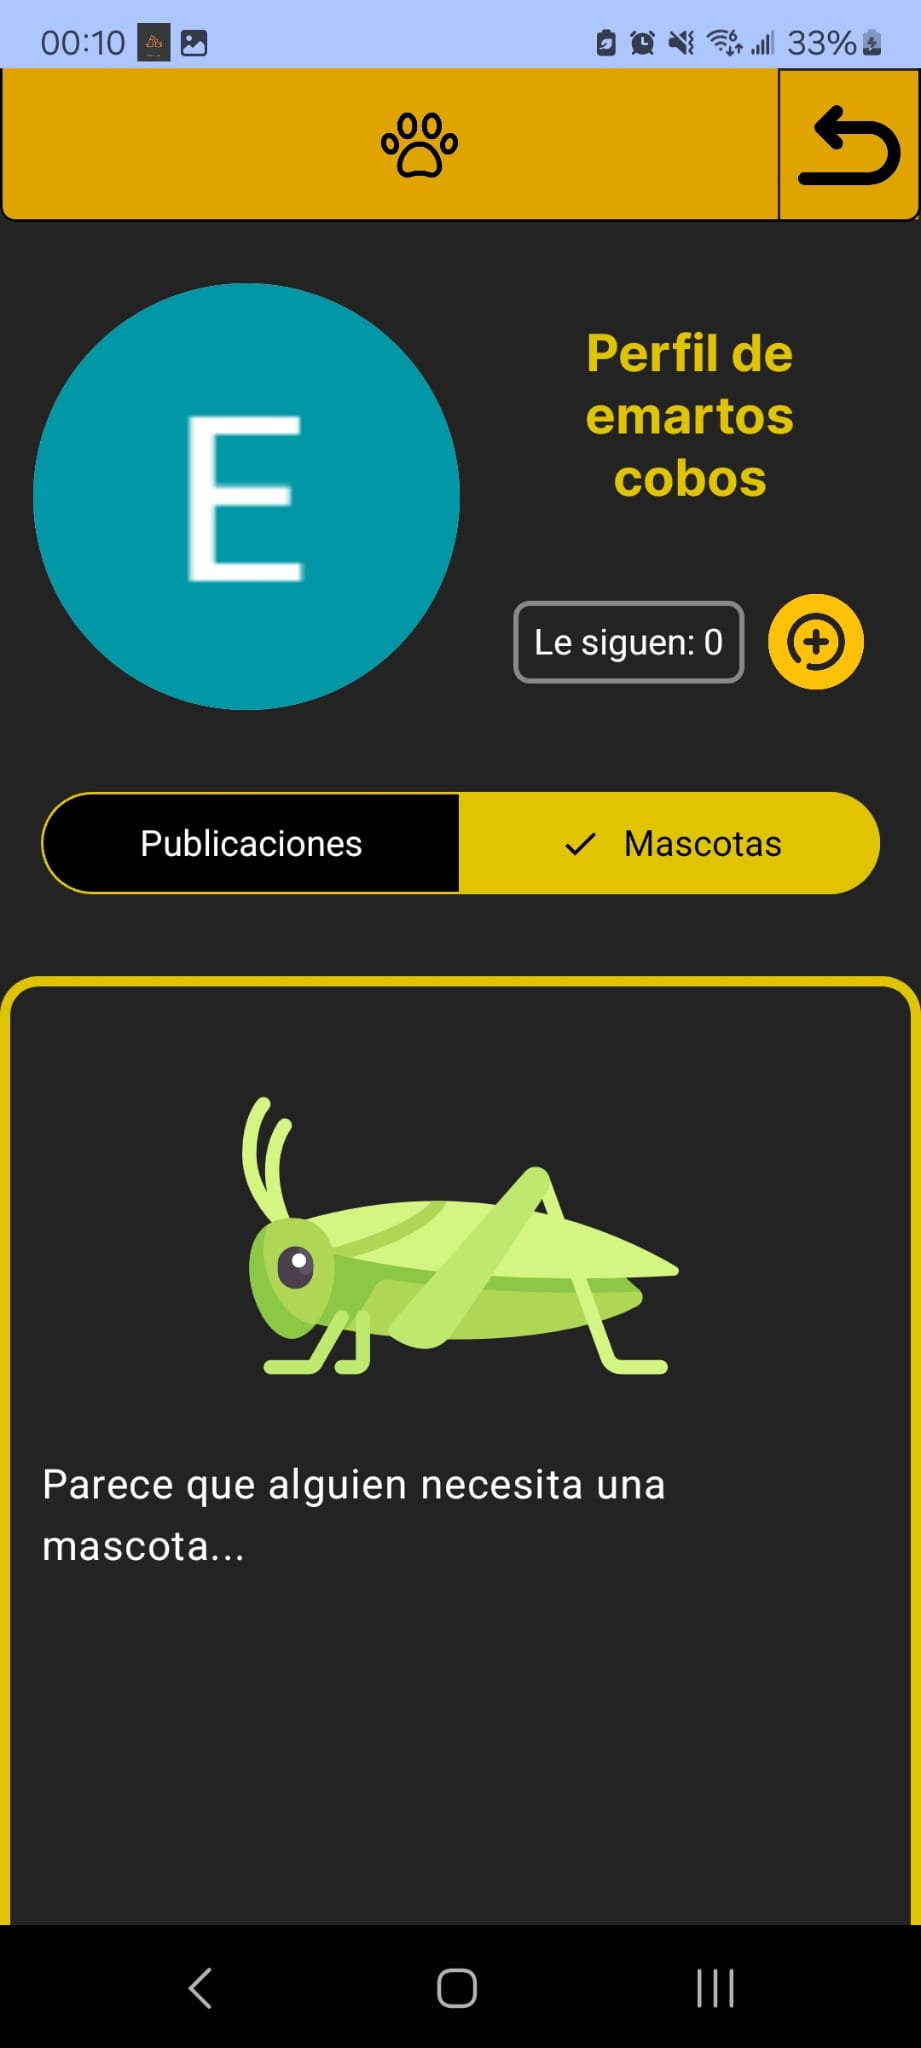 00:10
33%
E
Perfil de
emartos
cobos
Le siguen: 0
Publicaciones
Mascotas
Parece que alguien necesita una
mascota...